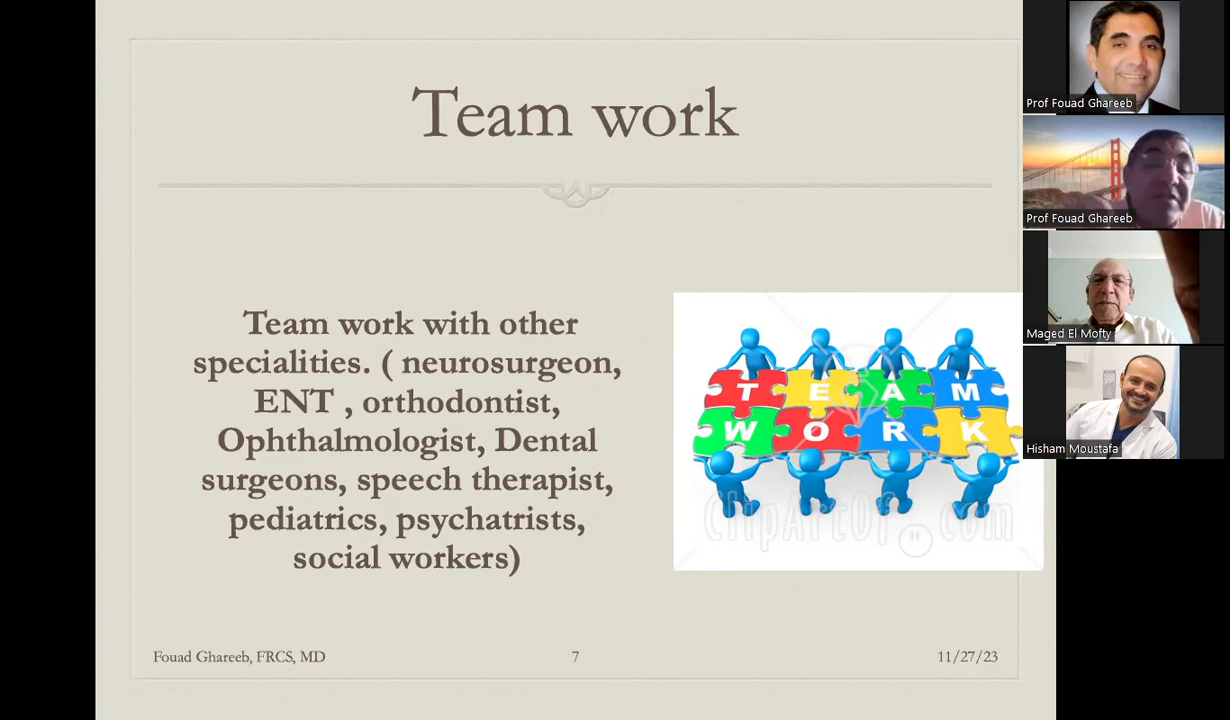 Team work
Team work with other
specialities. ( neurosurgeon,
ENT , orthodontist,
Ophthalmologist, Dental
surgeons, speech therapist,
pediatrics, psychatrists,
social workers)
TEAM
WORK
ClipArtOf.com
Fouad Ghareeb, FRCS, MD
7
11/27/23
Prof Fouad Ghareeb
Prof Fouad Ghareeb
Maged El Mofty
Hisham Moustafa